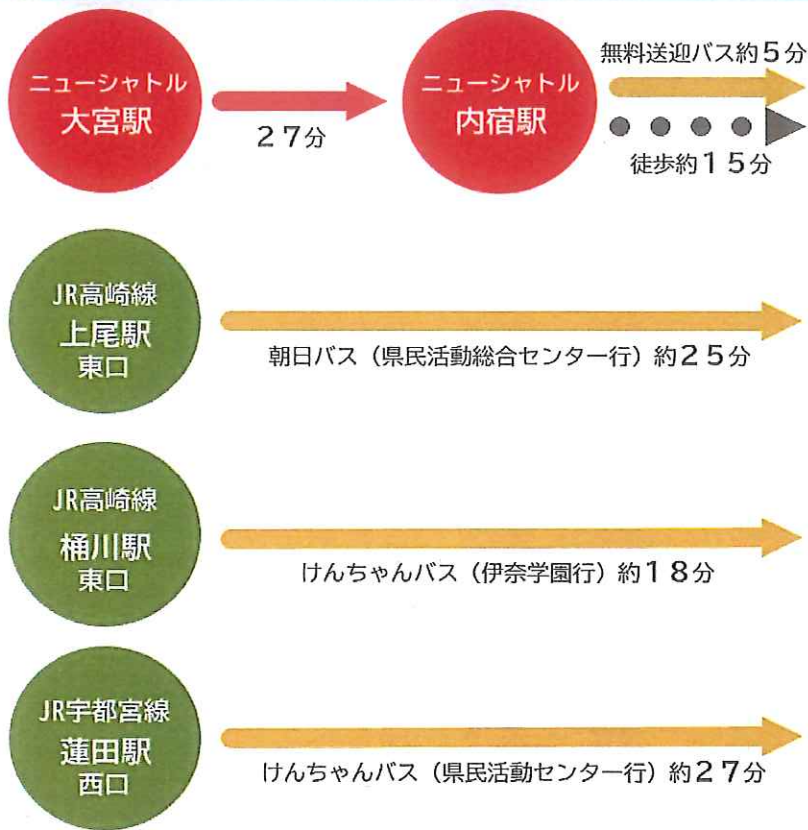 ニューシャトル
大宮駅
27分
ニューシャトル
内宿駅
無料送迎バス約5分
徒歩約15分
JR高崎線
上尾駅
東口
朝日バス（県民活動総合センター行）約25分
JR高崎線
桶川駅
東口
けんちゃんバス（伊奈学園行）約18分
JR宇都宮線
蓮田駅
西口
けんちゃんバス（県民活動センター行）約27分